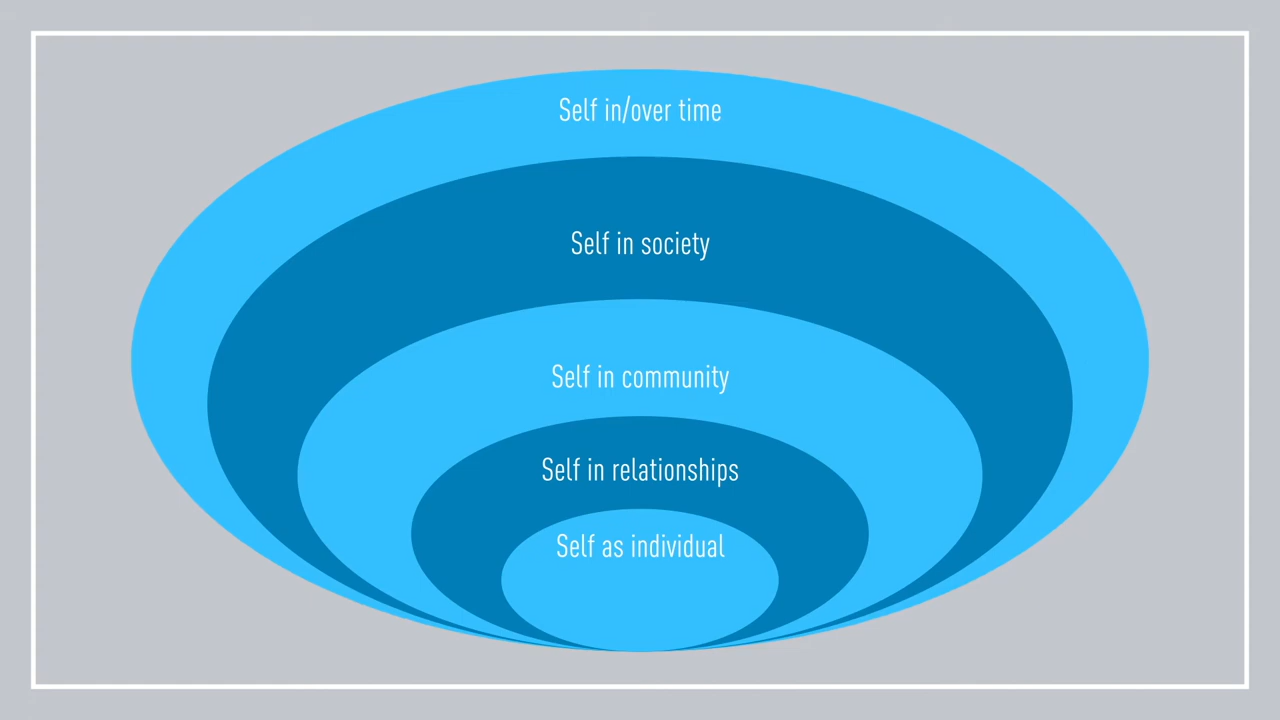 Self in/over time
Self in society
Self in community
Self in relationships
Self as individual